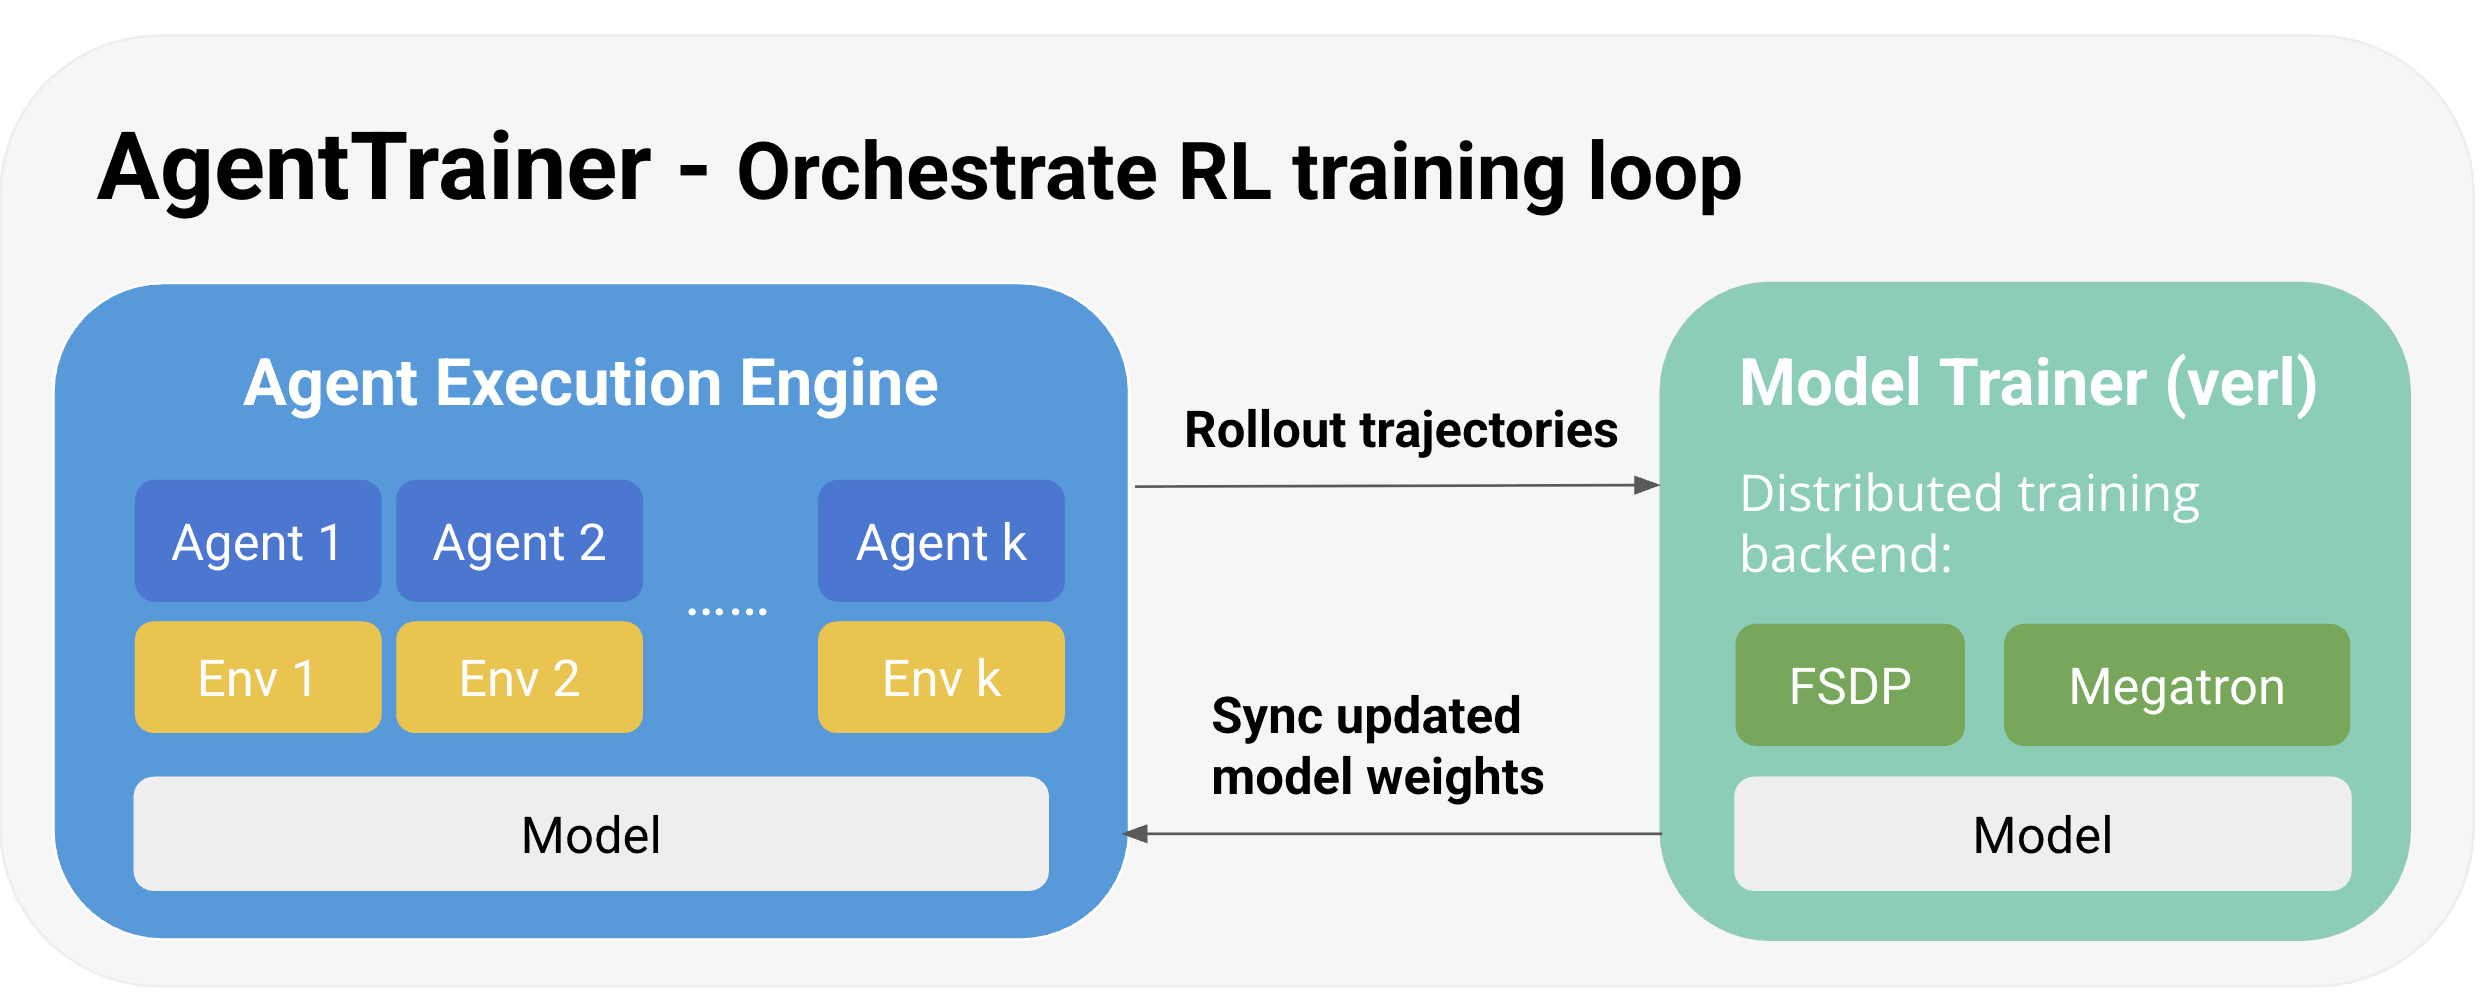 AgentTrainer - Orchestrate RL training loop
Agent Execution Engine
Agent 1
Agent 2
Agent k
......
Env 1
Env 2
Env k
Model
Rollout trajectories
Sync updated
model weights
Model Trainer (verl)
Distributed training
backend:
FSDP
Megatron
Model